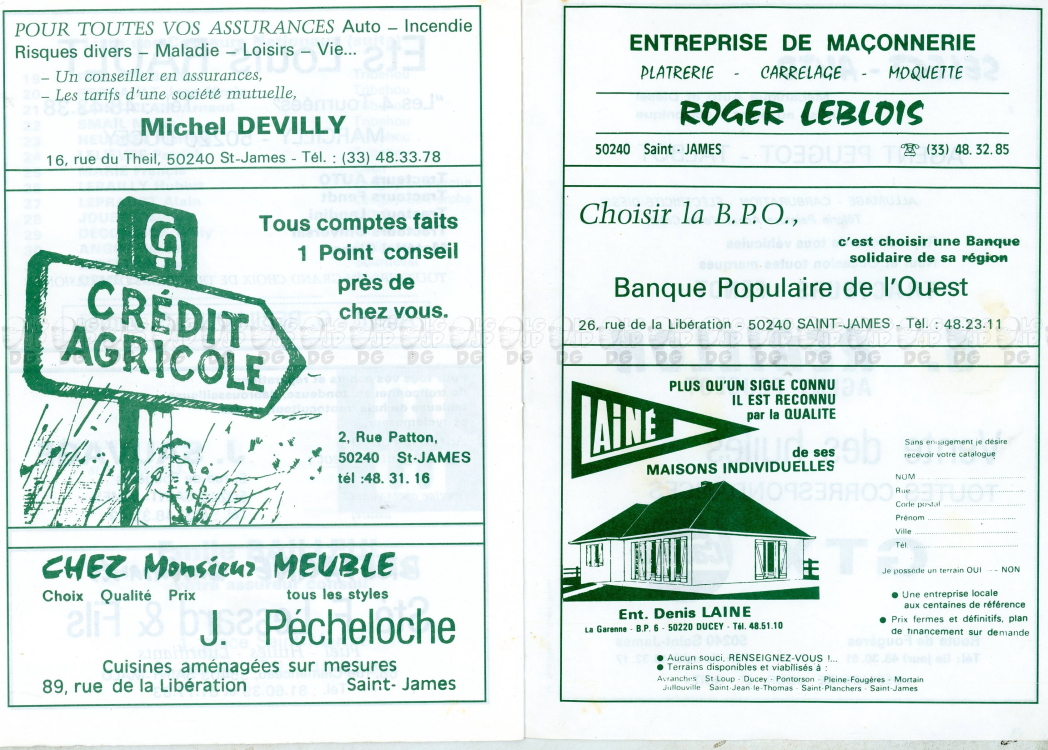 POUR TOUTES VOS ASSURANCES Auto – Incendie
Risques divers – Maladie – Loisirs – Vie...
– Un conseiller en assurances,
– Les tarifs d'une société mutuelle,
Michel DEVILLY
16, rue du Theil, 50240 St-James - Tél. : (33) 48.33.78
Tous comptes faits
1 Point conseil
près de
chez vous.
CRÉDIT
AGRICOLE
2, Rue Patton,
50240 St-JAMES
tél :48. 31. 16
CHEZ Monsieur MEUBLE
Choix Qualité Prix tous les styles
J. Pécheloche
Cuisines aménagées sur mesures
89, rue de la Libération Saint- James
ENTREPRISE DE MAÇONNERIE
PLATRERIE - CARRELAGE - MOQUETTE
ROGER LEBLOIS
50240 Saint - JAMES ☎ (33) 48. 32. 85
Choisir la B.P.O.,
c'est choisir une Banque
solidaire de sa région
Banque Populaire de l'Ouest
26, rue de la Libération - 50240 SAINT-JAMES - Tél. : 48.23.11
PLUS QU'UN SIGLE CONNU
IL EST RECONNU
par la QUALITE
LAINÉ
de ses
MAISONS INDIVIDUELLES
Sans engagement je désire
recevoir votre catalogue
NOM
Rue
Code postal
Prénom
Ville
Tél
Je possède un terrain OUI -- NON
● Une entreprise locale
aux centaines de référence
● Prix fermes et définitifs, plan
de financement sur demande
Ent. Denis LAINE
La Garenne - B.P. 6 - 50220 DUCEY - Tél. 48.51.10
● Aucun souci, RENSEIGNEZ-VOUS !...
● Terrains disponibles et viabilisés à :
Avranches St-Loup - Ducey - Pontorson - Pleine-Fougères - Mortain
Jullouville Saint-Jean-le-Thomas - Saint-Planchers - Saint-James